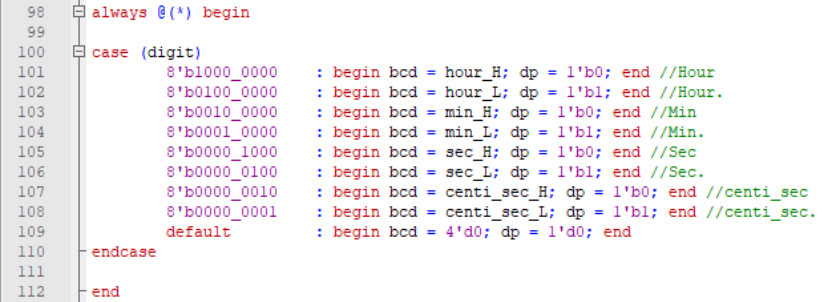 98 always @(*) begin
99
100 case (digit)
101 8'b1000_0000 : begin bcd = hour_H; dp = 1'b0; end //Hour
102 8'b0100_0000 : begin bcd = hour_L; dp = 1'b1; end //Hour.
103 8'b0010_0000 : begin bcd = min_H; dp = 1'b0; end //Min
104 8'b0001_0000 : begin bcd = min_L; dp = 1'b1; end //Min.
105 8'b0000_1000 : begin bcd = sec_H; dp = 1'b0; end //Sec
106 8'b0000_0100 : begin bcd = sec_L; dp = 1'b1; end //Sec.
107 8'b0000_0010 : begin bcd = centi_sec_H; dp = 1'b0; end //centi_sec
108 8'b0000_0001 : begin bcd = centi_sec_L; dp = 1'b1; end //centi_sec.
109 default : begin bcd = 4'd0; dp = 1'd0; end
110 endcase
111
112 end